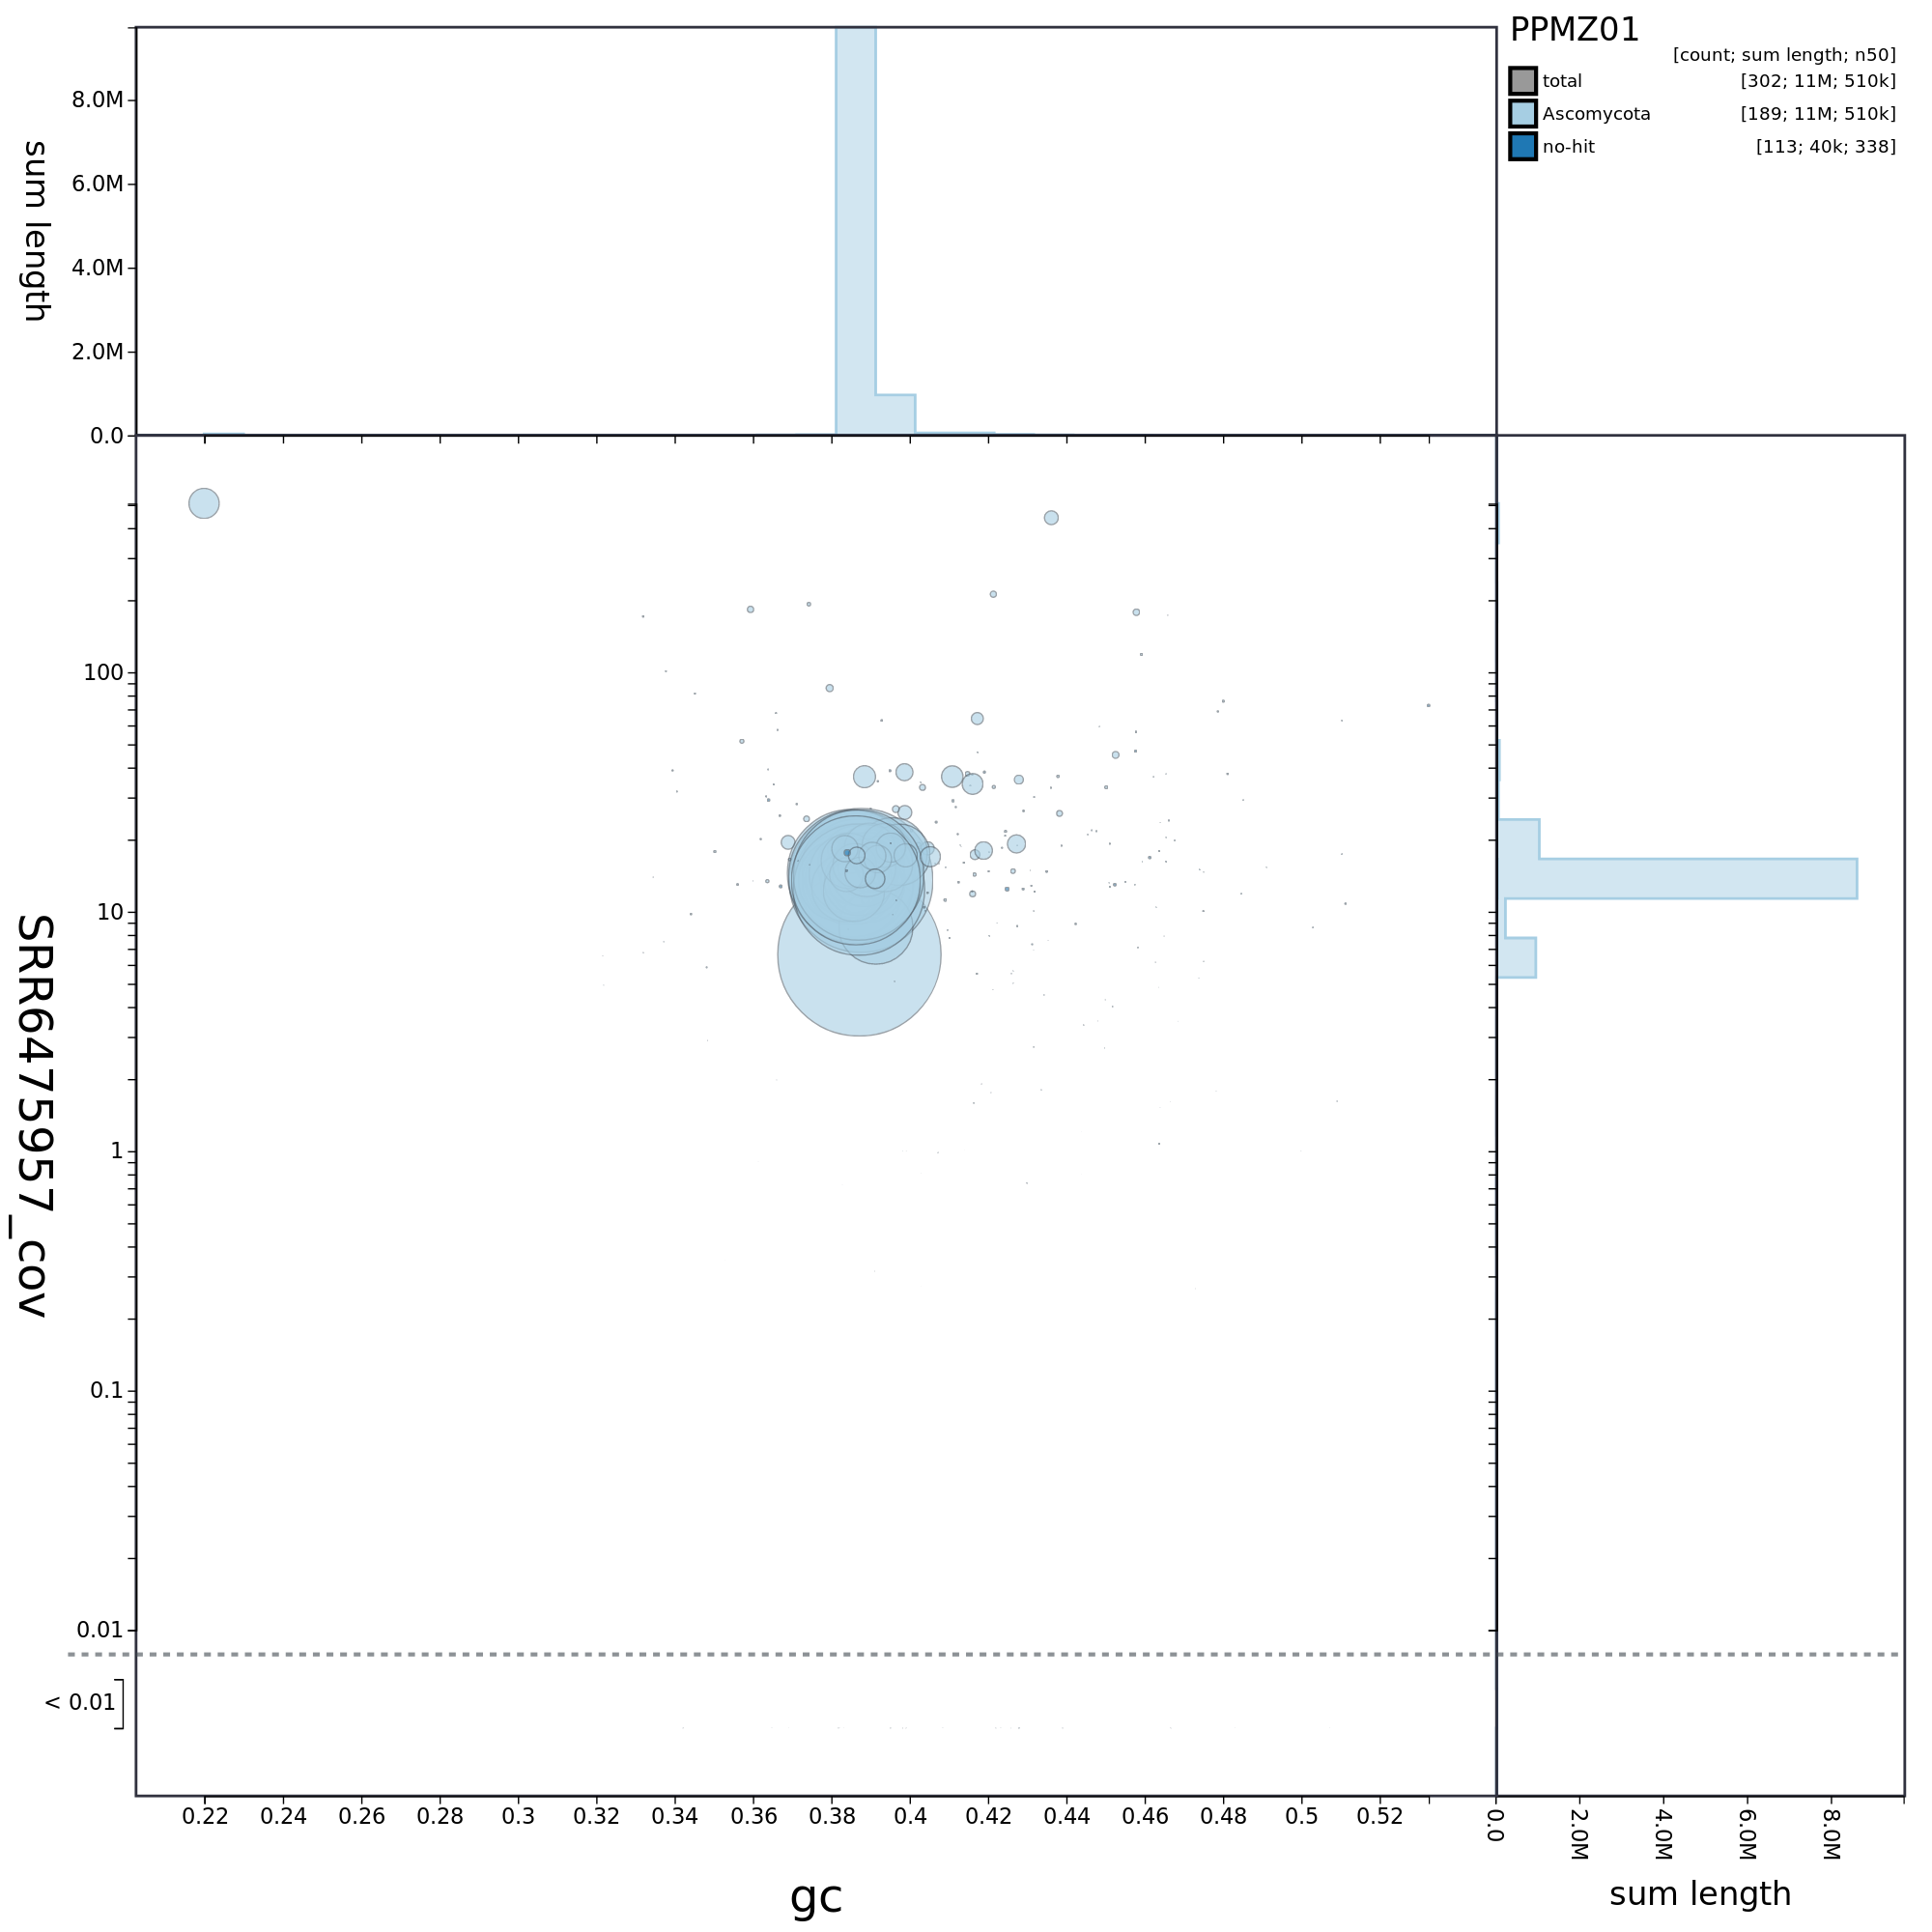 PPMZ01
[count; sum length; n50]
total [302; 11M; 510k]
Ascomycota [189; 11M; 510k]
no-hit [113; 40k; 338]
sum length
8.0M
6.0M
4.0M
2.0M
0.0
SRR6475957_cov
100
10
1
0.1
0.01
< 0.01
0.22 0.24 0.26 0.28 0.3 0.32 0.34 0.36 0.38 0.4 0.42 0.44 0.46 0.48 0.5 0.52
gc
0.0 2.0M 4.0M 6.0M 8.0M
sum length